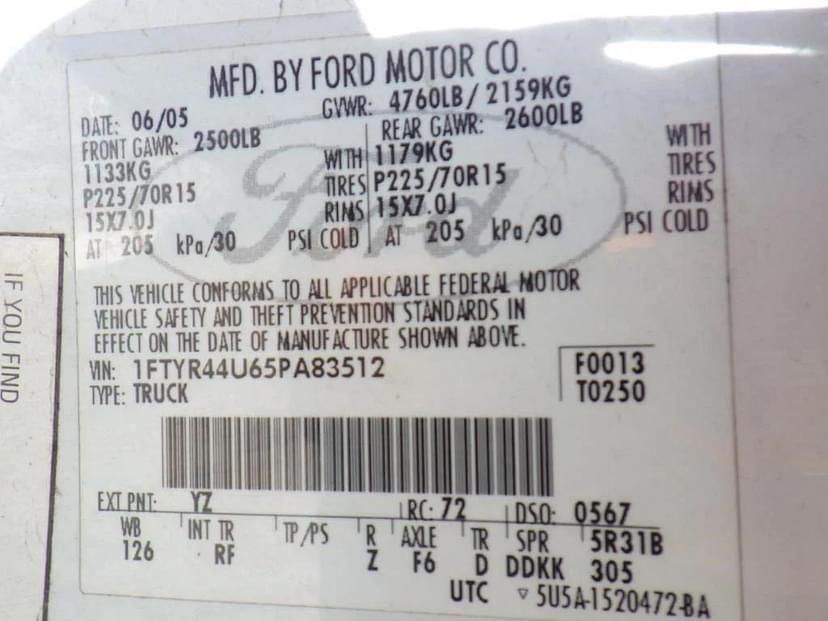 MFD. BY FORD MOTOR CO.
DATE: 06/05 GVWR: 4760LB/ 2159KG
FRONT GAWR: 2500LB REAR GAWR: 2600LB
1133KG WITH 1179KG WITH
P225/70R15 TIRES P225/70R15 TIRES
15X7.0J RIMS 15X7.0J RIMS
AT 205 kPa/30 PSI COLD AT 205 kPa/30 PSI COLD
Ford
THIS VEHICLE CONFORMS TO ALL APPLICABLE FEDERAL MOTOR
VEHICLE SAFETY AND THEFT PREVENTION STANDARDS IN
EFFECT ON THE DATE OF MANUFACTURE SHOWN ABOVE.
VIN: 1FTYR44U65PA83512 F0013
TYPE: TRUCK T0250
EXT PNT: YZ RC: 72 DSO: 0567
WB INT TR TP/PS R AXLE TR SPR 5R31B
126 RF Z F6 D DDKK 305
UTC ▽ 5U5A-1520472-BA
IF YOU FIND